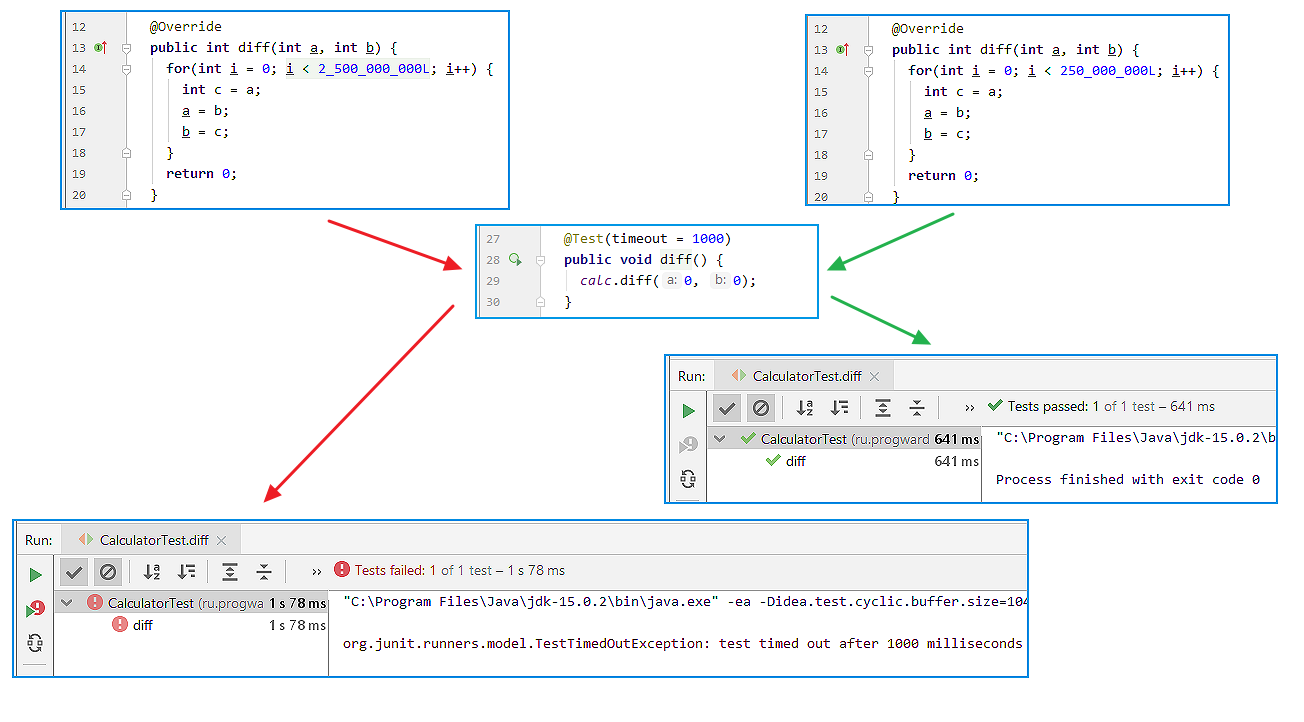 12 @Override
13 public int diff(int a, int b) {
14 for(int i = 0; i < 2_500_000_000L; i++) {
15 int c = a;
16 a = b;
17 b = c;
18 }
19 return 0;
20 }
12 @Override
13 public int diff(int a, int b) {
14 for(int i = 0; i < 250_000_000L; i++) {
15 int c = a;
16 a = b;
17 b = c;
18 }
19 return 0;
20 }
27 @Test(timeout = 1000)
28 public void diff() {
29 calc.diff( a: 0, b: 0);
30 }
Run: CalculatorTest.diff
» Tests passed: 1 of 1 test – 641 ms
CalculatorTest (ru.progward 641 ms
diff 641 ms
"C:\Program Files\Java\jdk-15.0.2\b
Process finished with exit code 0
Run: CalculatorTest.diff
» Tests failed: 1 of 1 test – 1 s 78 ms
CalculatorTest (ru.progwa 1 s 78 ms
diff 1 s 78 ms
"C:\Program Files\Java\jdk-15.0.2\bin\java.exe" -ea -Didea.test.cyclic.buffer.size=104
org.junit.runners.model.TestTimedOutException: test timed out after 1000 milliseconds